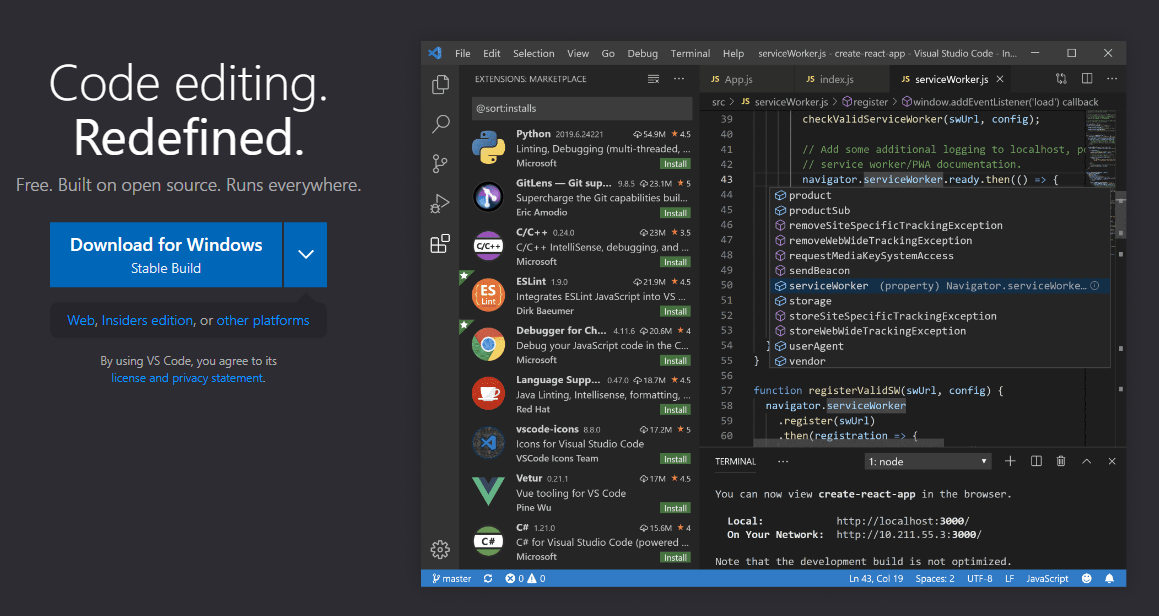 Code editing.
Redefined.
Free. Built on open source. Runs everywhere.
Download for Windows
Stable Build
Web, Insiders edition, or other platforms
By using VS Code, you agree to its
license and privacy statement.
File Edit Selection View Go Debug Terminal Help serviceWorker.js - create-react-app - Visual Studio Code - In...
EXTENSIONS: MARKETPLACE
@sort:installs
Python 2019.6.24221 54.9M 4.5
Linting, Debugging (multi-threaded, ...
Microsoft Install
GitLens — Git sup... 9.8.5 23.1M 5
Supercharge the Git capabilities buil...
Eric Amodio Install
C/C++
C/C++ 0.24.0 23M 3.5
C/C++ IntelliSense, debugging, and ...
Microsoft Install
ES
Lint
ESLint 1.9.0 21.9M 4.5
Integrates ESLint JavaScript into VS ...
Dirk Baeumer Install
Debugger for Ch... 4.11.6 20.6M 4
Debug your JavaScript code in the C...
Microsoft Install
Language Supp... 0.47.0 18.7M 4.5
Java Linting, Intellisense, formatting, ...
Red Hat Install
vscode-icons 8.8.0 17.2M 5
Icons for Visual Studio Code
VSCode Icons Team Install
Vetur 0.21.1 17M 4.5
Vue tooling for VS Code
Pine Wu Install
C#
C# 1.21.0 15.6M 4
C# for Visual Studio Code (powered ...
Microsoft Install
JS App.js JS index.js JS serviceWorker.js
src JS serviceWorker.js register window.addEventListener('load') callback
39 checkValidServiceWorker(swUrl, config);
40
41 // Add some additional logging to localhost, po
42 // service worker/PWA documentation.
43 navigator.serviceWorker.ready.then(() => {
44 product
45 productSub
46 removeSiteSpecificTrackingException
47 removeWebWideTrackingException
48 requestMediaKeySystemAccess
49 sendBeacon
50 serviceWorker (property) Navigator.serviceWorke...
51 storage
52 storeSiteSpecificTrackingException
53 storeWebWideTrackingException
54 } userAgent
55 } vendor
56
57 function registerValidSW(swUrl, config) {
58 navigator.serviceWorker
59 .register(swUrl)
60 .then(registration => {
TERMINAL ... 1: node
You can now view create-react-app in the browser.
Local: http://localhost:3000/
On Your Network: http://10.211.55.3:3000/
Note that the development build is not optimized.
master 0 0 Ln 43, Col 19 Spaces: 2 UTF-8 LF JavaScript